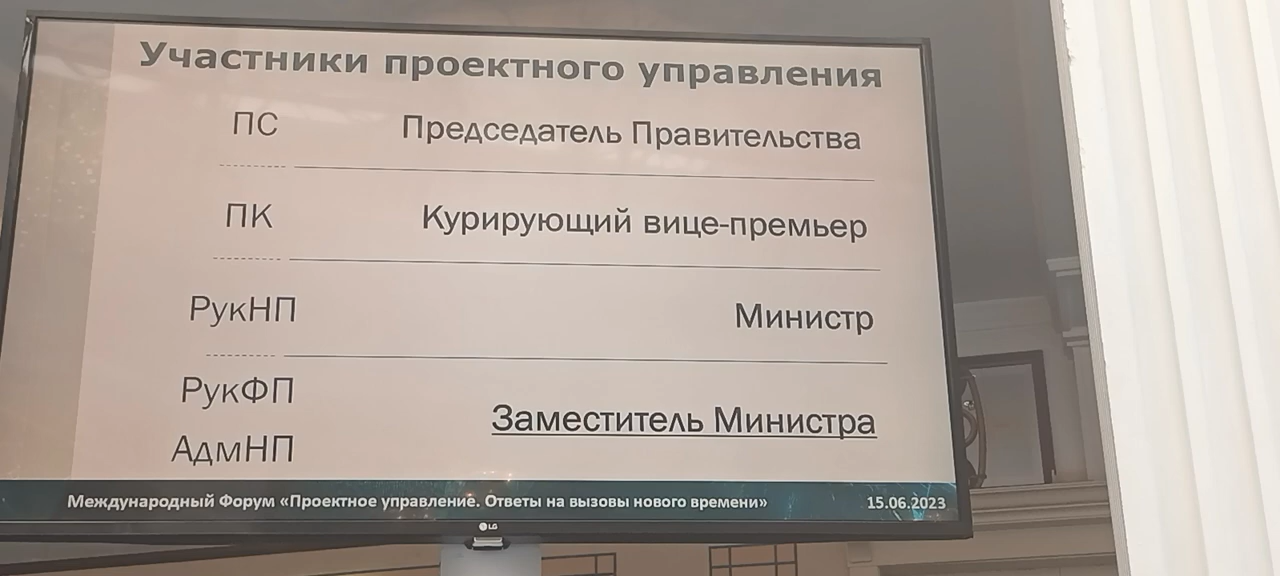 Участники проектного управления
ПС Председатель Правительства
ПК Курирующий вице-премьер
РукНП Министр
РукФП
Заместитель Министра
АдмНП
Международный Форум «Проектное управление. Ответы на вызовы нового времени» 15.06.2023
LG